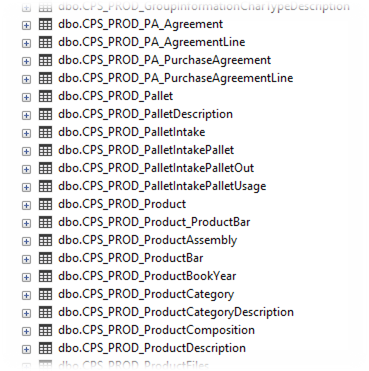 dbo.CPS_PROD_GroupInformationCharTypeDescription
dbo.CPS_PROD_PA_Agreement
dbo.CPS_PROD_PA_AgreementLine
dbo.CPS_PROD_PA_PurchaseAgreement
dbo.CPS_PROD_PA_PurchaseAgreementLine
dbo.CPS_PROD_Pallet
dbo.CPS_PROD_PalletDescription
dbo.CPS_PROD_PalletIntake
dbo.CPS_PROD_PalletIntakePallet
dbo.CPS_PROD_PalletIntakePalletOut
dbo.CPS_PROD_PalletIntakePalletUsage
dbo.CPS_PROD_Product
dbo.CPS_PROD_Product_ProductBar
dbo.CPS_PROD_ProductAssembly
dbo.CPS_PROD_ProductBar
dbo.CPS_PROD_ProductBookYear
dbo.CPS_PROD_ProductCategory
dbo.CPS_PROD_ProductCategoryDescription
dbo.CPS_PROD_ProductComposition
dbo.CPS_PROD_ProductDescription
dbo.CPS_PROD_ProductFiles